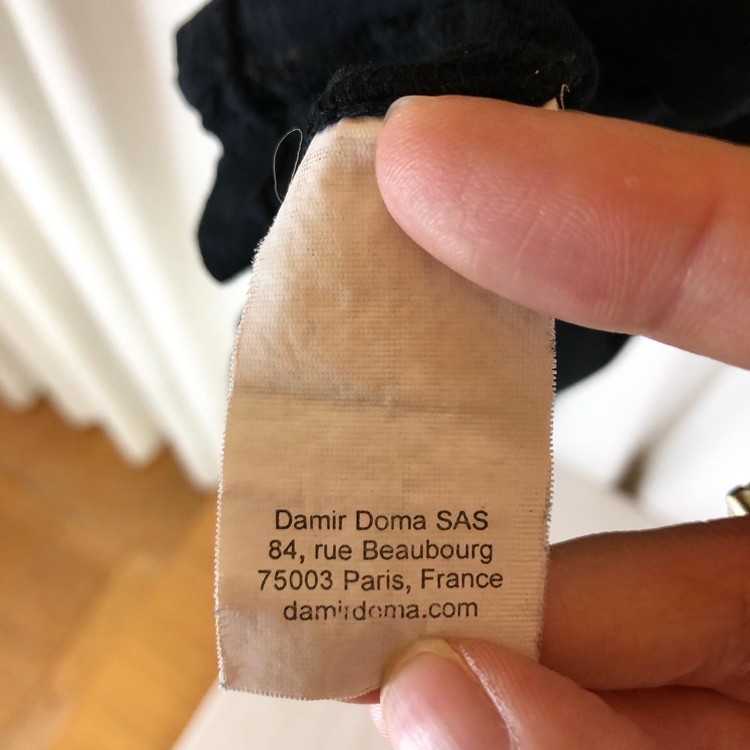 Damir Doma SAS
84, rue Beaubourg
75003 Paris, France
damirdoma.com